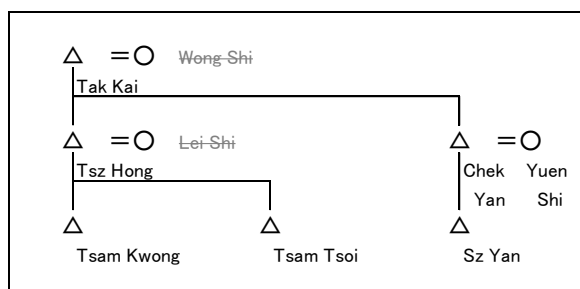 Wong Shi
Tak Kai
Lei Shi
Tsz Hong
Chek Yuen
Yan Shi
Tsam Kwong
Tsam Tsoi
Sz Yan